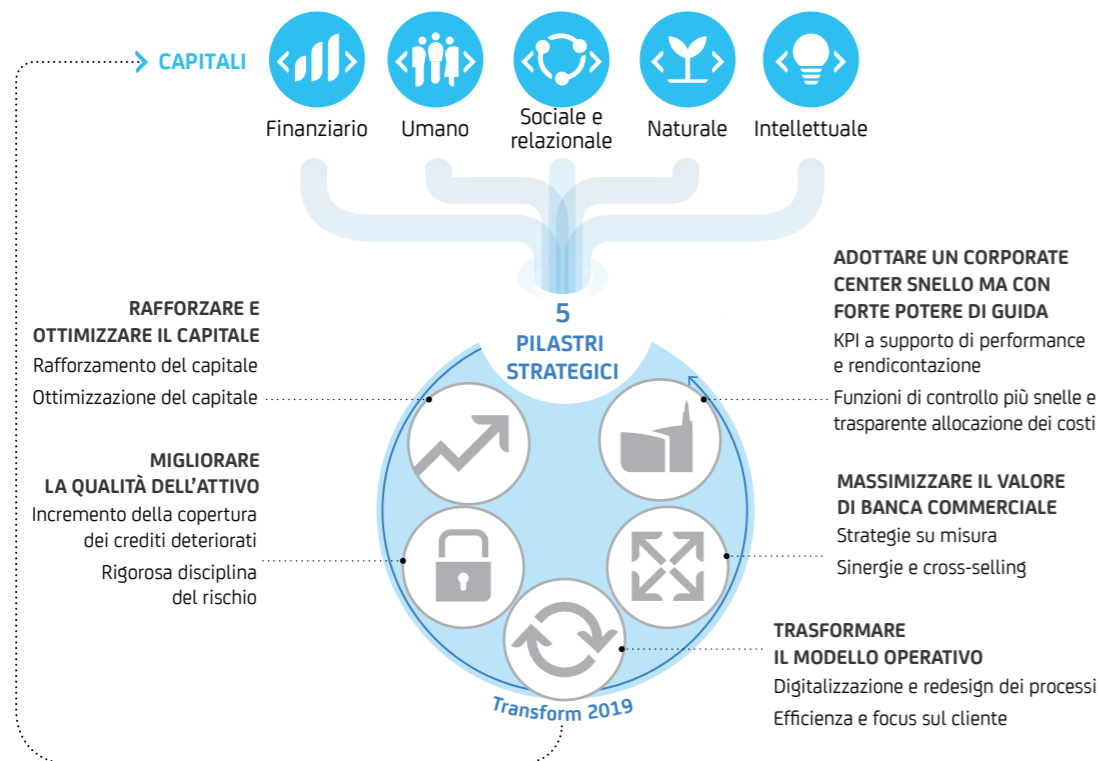 CAPITALI
Finanziario
Umano
Sociale e
relazionale
Naturale
Intellettuale
5
PILASTRI
STRATEGICI
RAFFORZARE E
OTTIMIZZARE IL CAPITALE
Rafforzamento del capitale
Ottimizzazione del capitale
MIGLIORARE
LA QUALITÀ DELL’ATTIVO
Incremento della copertura
dei crediti deteriorati
Rigorosa disciplina
del rischio
ADOTTARE UN CORPORATE
CENTER SNELLO MA CON
FORTE POTERE DI GUIDA
KPI a supporto di performance
e rendicontazione
Funzioni di controllo più snelle e
trasparente allocazione dei costi
MASSIMIZZARE IL VALORE
DI BANCA COMMERCIALE
Strategie su misura
Sinergie e cross-selling
TRASFORMARE
IL MODELLO OPERATIVO
Digitalizzazione e redesign dei processi
Efficienza e focus sul cliente
Transform 2019